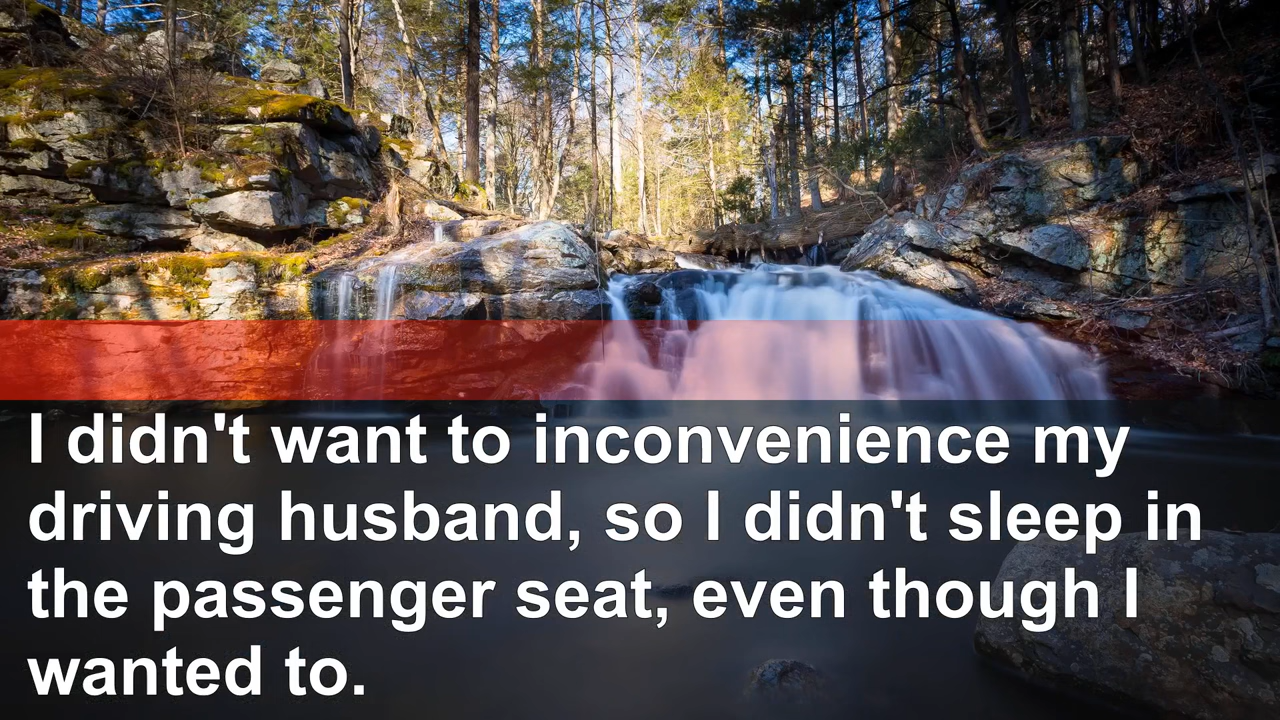 I didn't want to inconvenience my
driving husband, so I didn't sleep in
the passenger seat, even though I
wanted to.